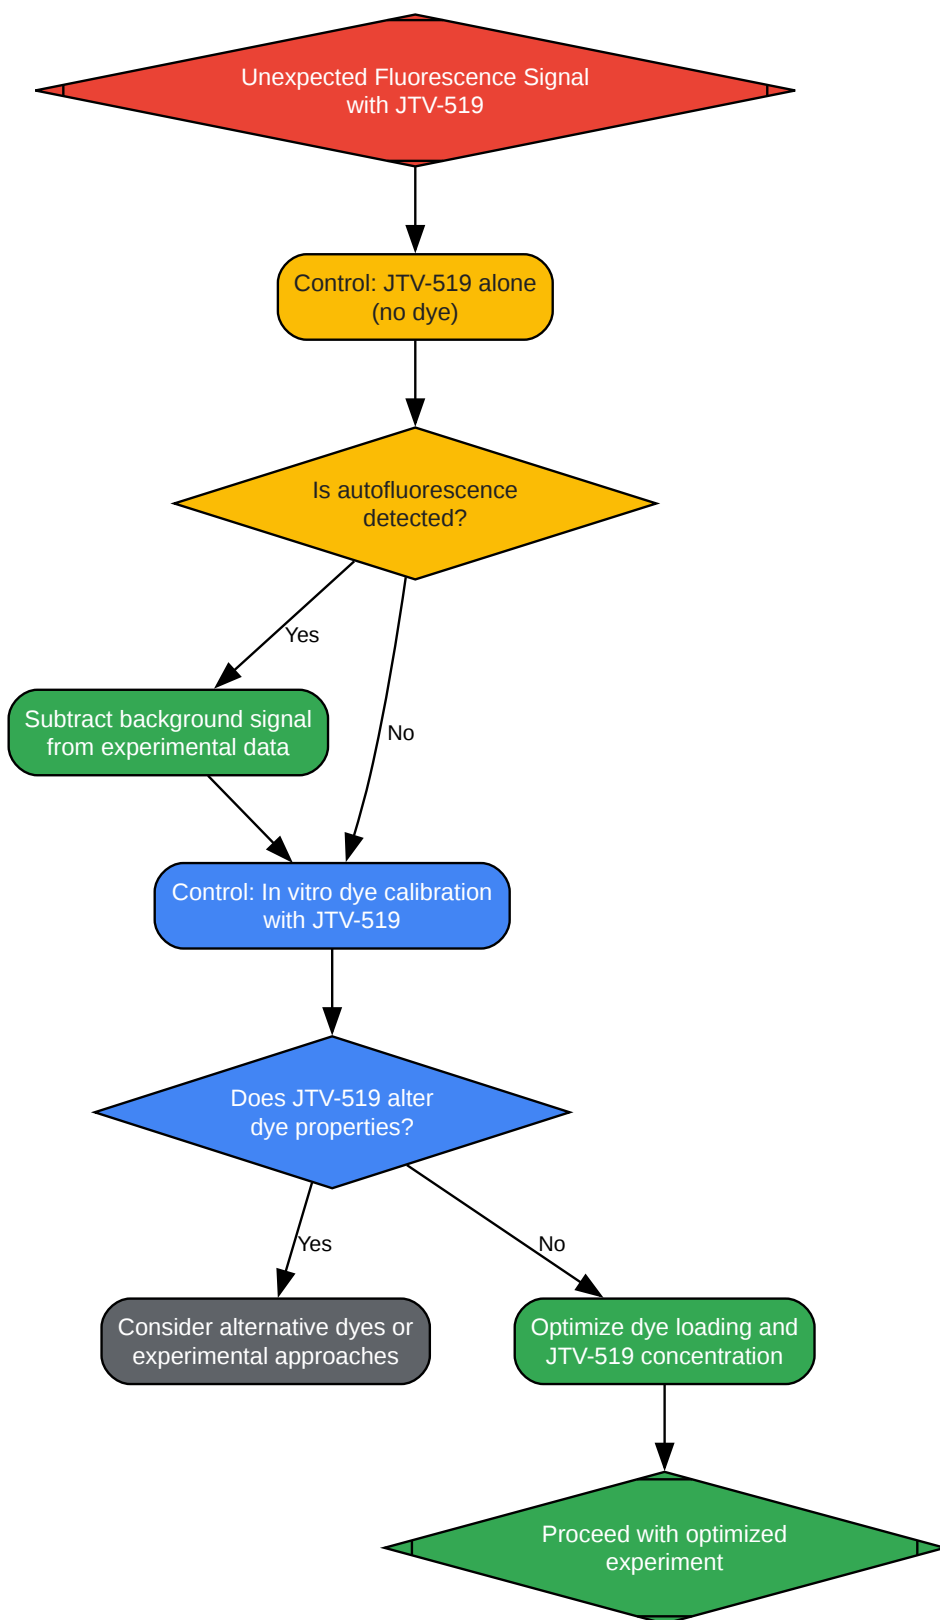 Unexpected Fluorescence Signal
with JTV-519
Control: JTV-519 alone
(no dye)
Is autofluorescence
detected?
Yes
No
Subtract background signal
from experimental data
Control: In vitro dye calibration
with JTV-519
Does JTV-519 alter
dye properties?
Yes
No
Consider alternative dyes or
experimental approaches
Optimize dye loading and
JTV-519 concentration
Proceed with optimized
experiment